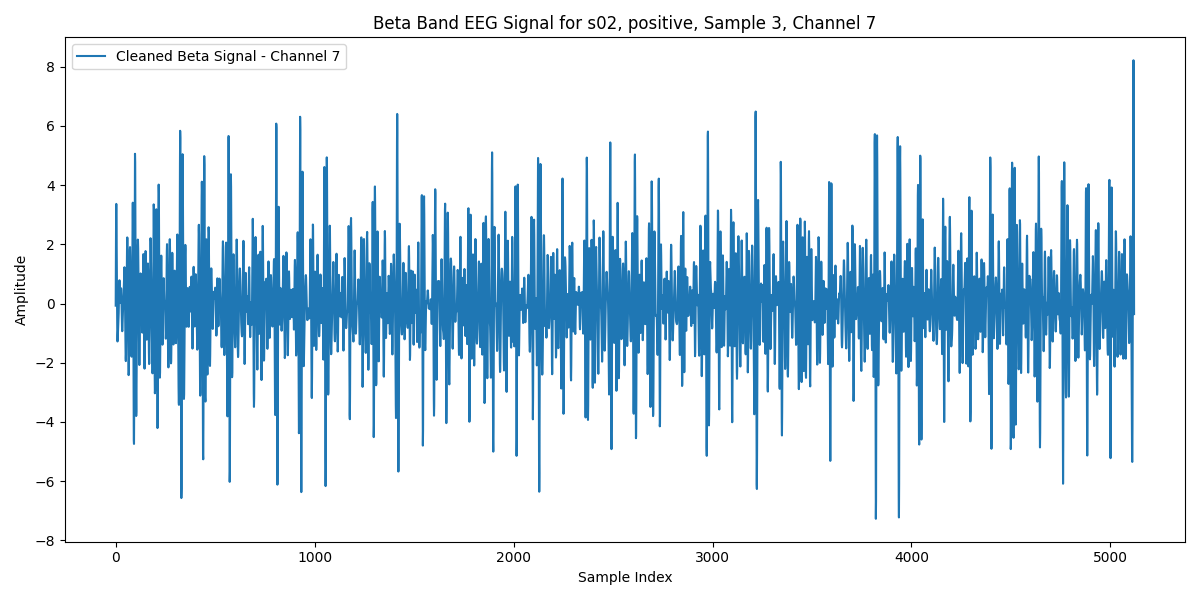 Beta Band EEG Signal for s02, positive, Sample 3, Channel 7
Cleaned Beta Signal - Channel 7
8
6
4
2
0
−2
−4
−6
−8
Amplitude
0 1000 2000 3000 4000 5000
Sample Index